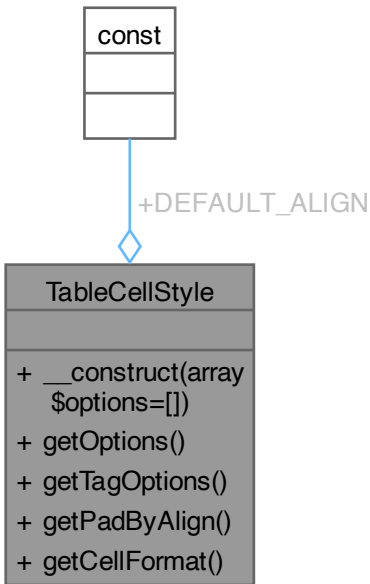 const
+DEFAULT_ALIGN
TableCellStyle
+ __construct(array
$options=[])
+ getOptions()
+ getTagOptions()
+ getPadByAlign()
+ getCellFormat()